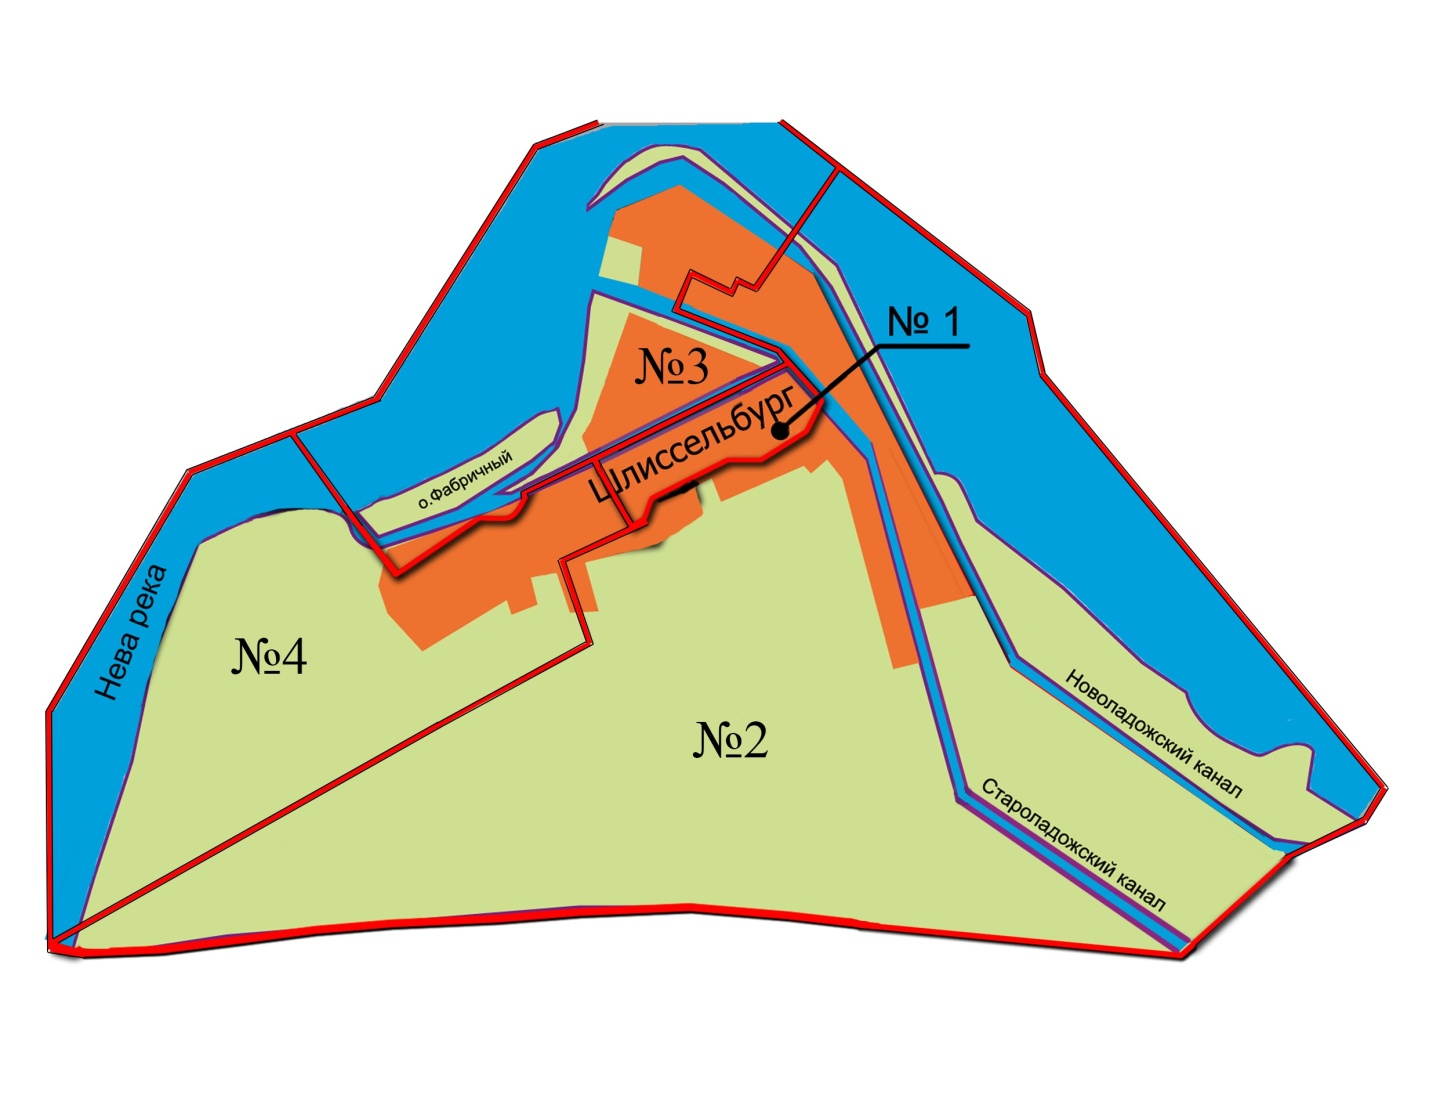 № 1
№3
Шлиссельбург
о.Фабричный
Нева река
№4
№2
Новоладожский канал
Староладожский канал